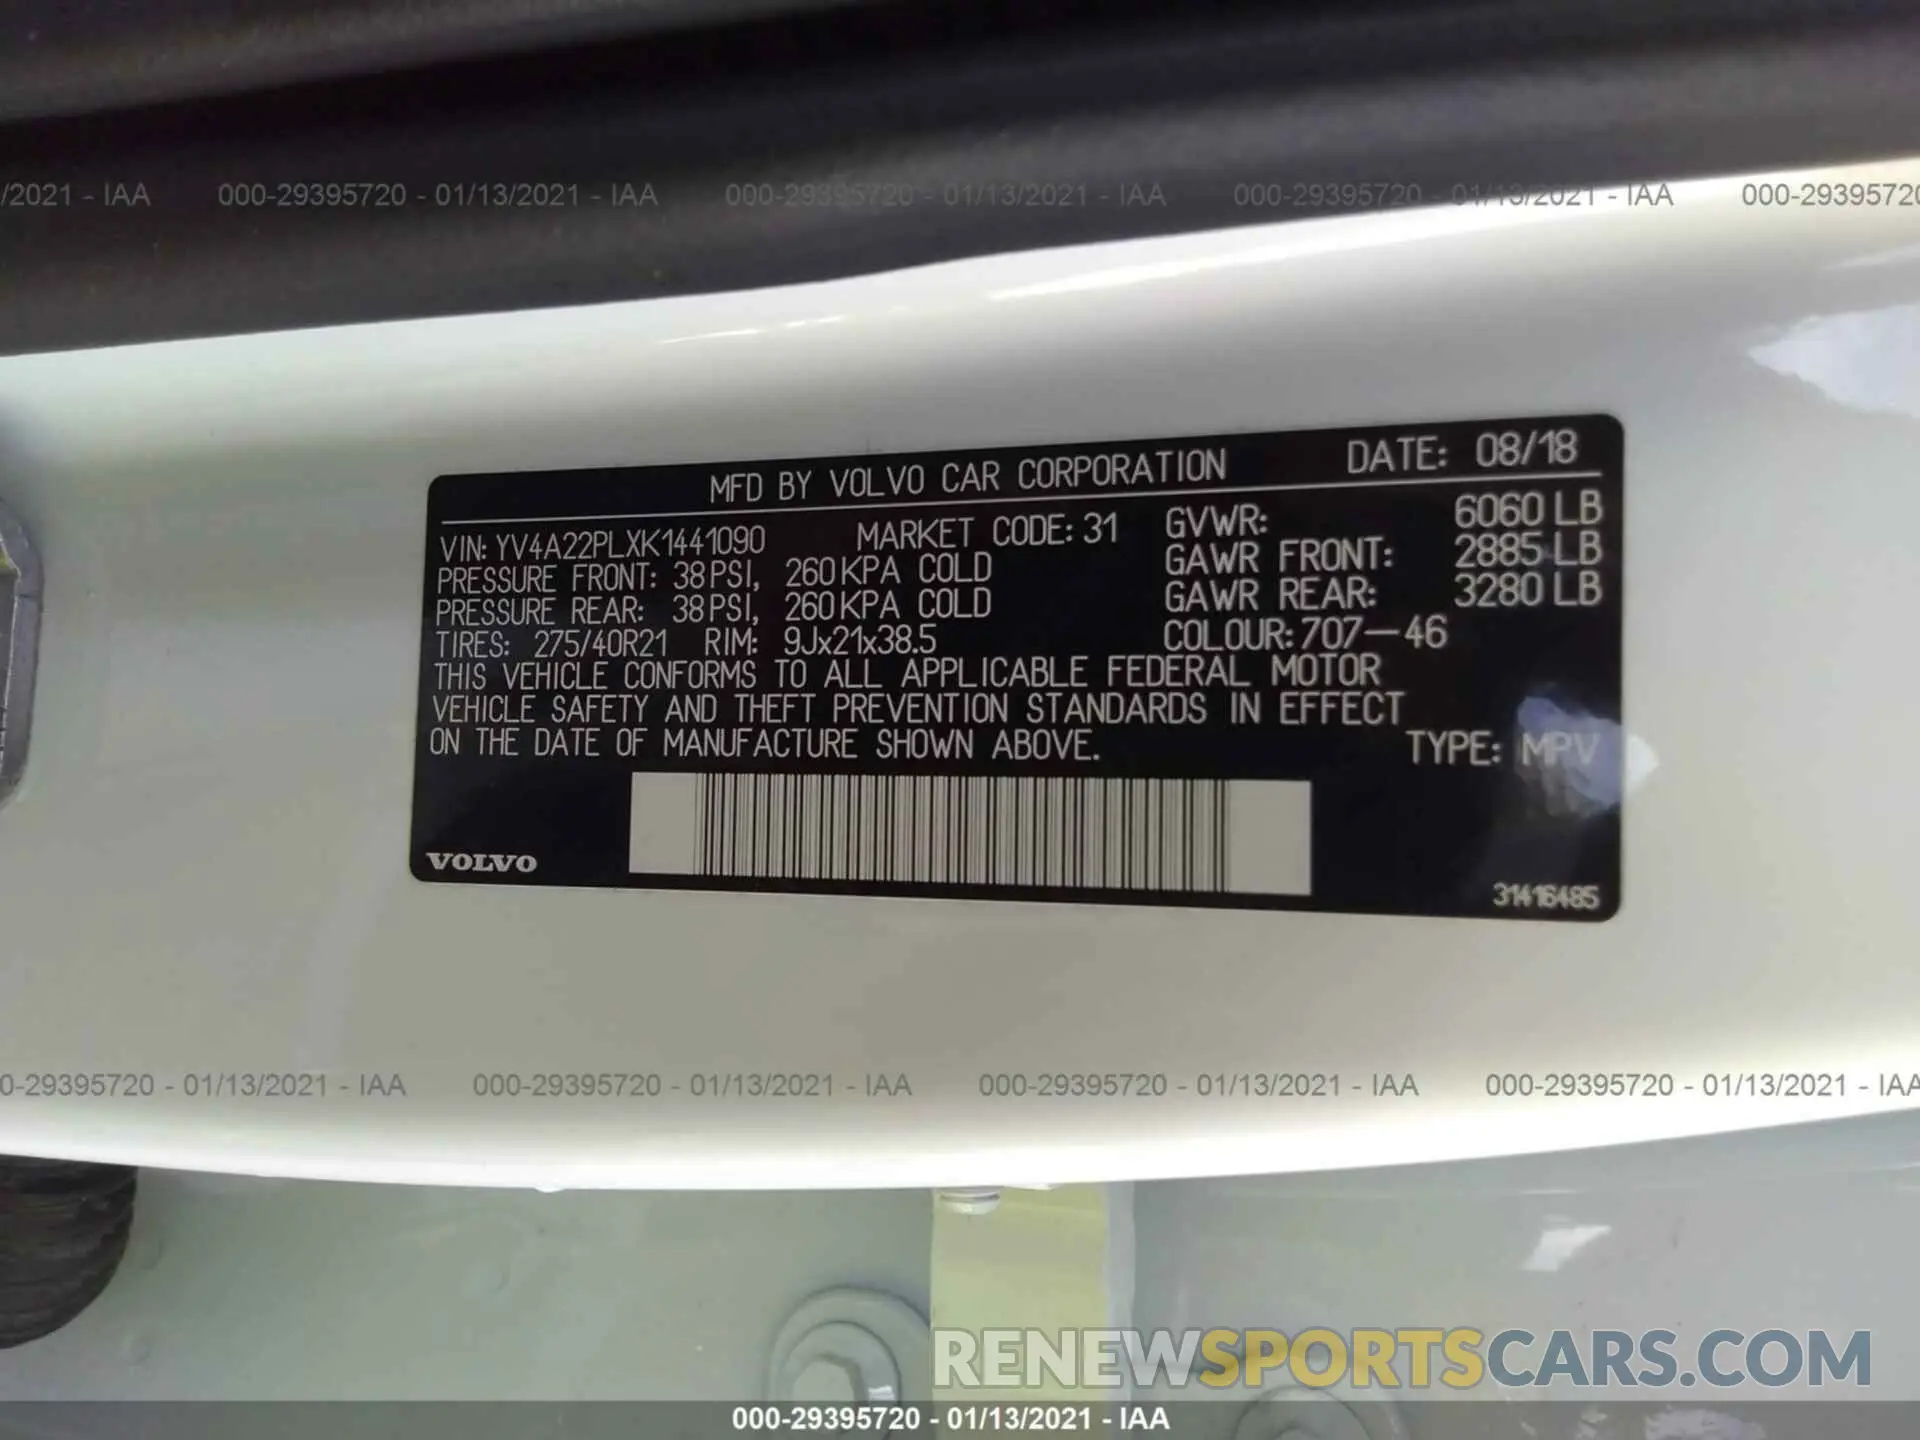 /2021 - IAA 000-29395720 - 01/13/2021 - IAA 000-29395720 - 01/13/2021 - IAA 000-29395720 - 01/13/2021 - IAA 000-29395720
MFD BY VOLVO CAR CORPORATION DATE: 08/18
VIN: YV4A22PLXK1441090 MARKET CODE: 31 GVWR: 6060 LB
PRESSURE FRONT: 38 PSI, 260 KPA COLD GAWR FRONT: 2885 LB
PRESSURE REAR: 38 PSI, 260 KPA COLD GAWR REAR: 3280 LB
TIRES: 275/40R21 RIM: 9Jx21x38.5 COLOUR: 707-46
THIS VEHICLE CONFORMS TO ALL APPLICABLE FEDERAL MOTOR
VEHICLE SAFETY AND THEFT PREVENTION STANDARDS IN EFFECT
ON THE DATE OF MANUFACTURE SHOWN ABOVE. TYPE: MPV
VOLVO 31416485
0-29395720 - 01/13/2021 - IAA 000-29395720 - 01/13/2021 - IAA 000-29395720 - 01/13/2021 - IAA 000-29395720 - 01/13/2021 - IAA
RENEWSPORTSCARS.COM
000-29395720 - 01/13/2021 - IAA